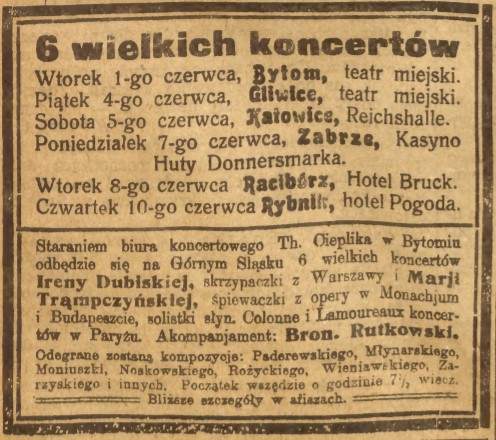 6 wielkich koncertów
Wtorek 1-go czerwca, Bytom, teatr miejski.
Piątek 4-go czerwca, Gliwice, teatr miejski.
Sobota 5-go czerwca, Katowice, Reichshalle.
Poniedziałek 7-go czerwca, Zabrze, Kasyno
Huty Donnersmarka.
Wtorek 8-go czerwca Racibórz, Hotel Bruck.
Czwartek 10-go czerwca Rybnik, hotel Pogoda.
Staraniem biura koncertowego Th. Cieplika w Bytomiu
odbędzie się na Górnym Śląsku 6 wielkich koncertów
Ireny Dubiskiej, skrzypaczki z Warszawy i Marji
Trąmpczyńskiej, śpiewaczki z opery w Monachjum
i Budapeszcie, solistki słyn. Colonne i Lamoureaux koncer-
tów w Paryżu. Akompanjament: Bron. Rutkowski.
Odegrane zostaną kompozycje: Paderewskiego, Młynarskiego,
Moniuszki, Noskowskiego, Rożyckiego, Wieniawskiego, Za-
rzyskiego i innych. Początek wszędzie o godzinie 7½ wiecz.
Bliższe szczegóły w afiszach.